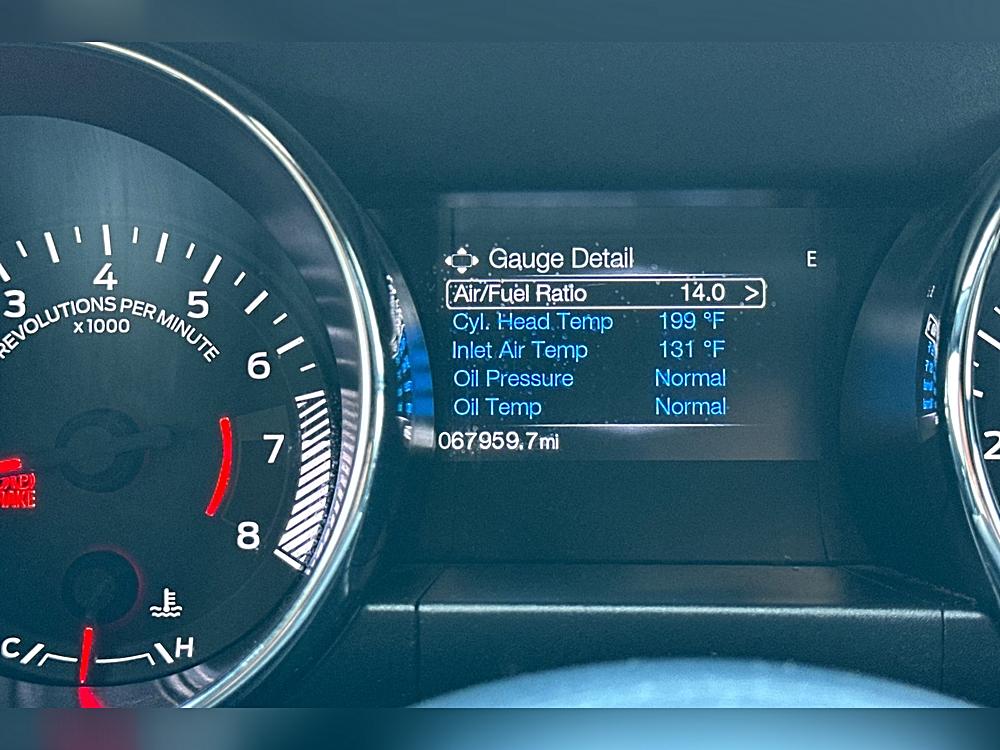 Gauge Detail
E
Air/Fuel Ratio 14.0 >
Cyl. Head Temp 199 °F
Inlet Air Temp 131 °F
Oil Pressure Normal
Oil Temp Normal
067959.7mi
3
4
5
6
7
8
REVOLUTIONS PER MINUTE
x1000
C
H
2